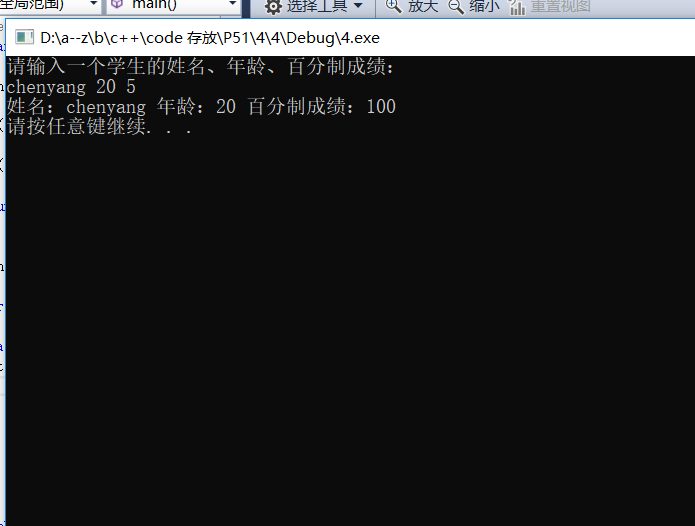 全局范围)
main()
选择工具
放大
缩小
重置视图
D:\a--z\b\c++\code 存放\P51\4\4\Debug\4.exe
请输入一个学生的姓名、年龄、百分制成绩:
chenyang 20 5
姓名: chenyang 年龄: 20 百分制成绩: 100
请按任意键继续. . .